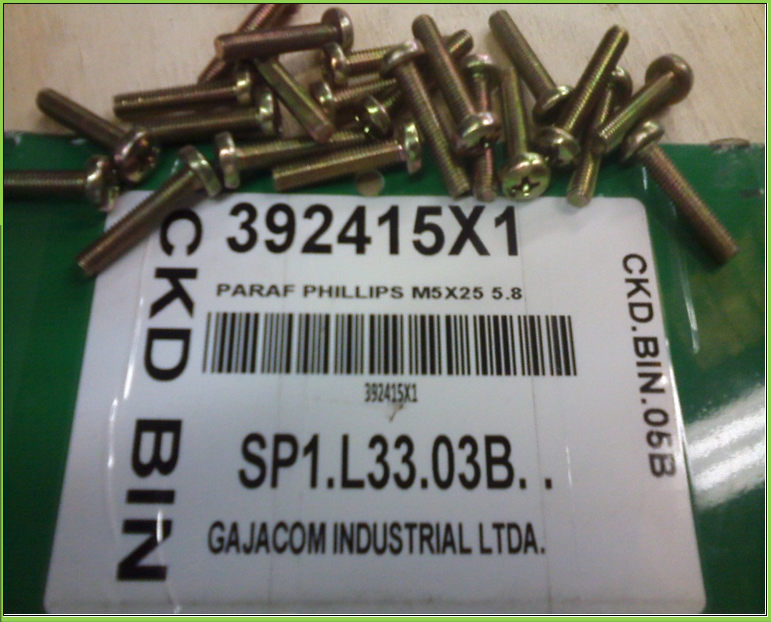 392415X1
PARAF PHILLIPS M5X25 5.8
392415X1
SP1.L33.03B. .
GAJACOM INDUSTRIAL LTDA.
CKD BIN
CKD.BIN.05B